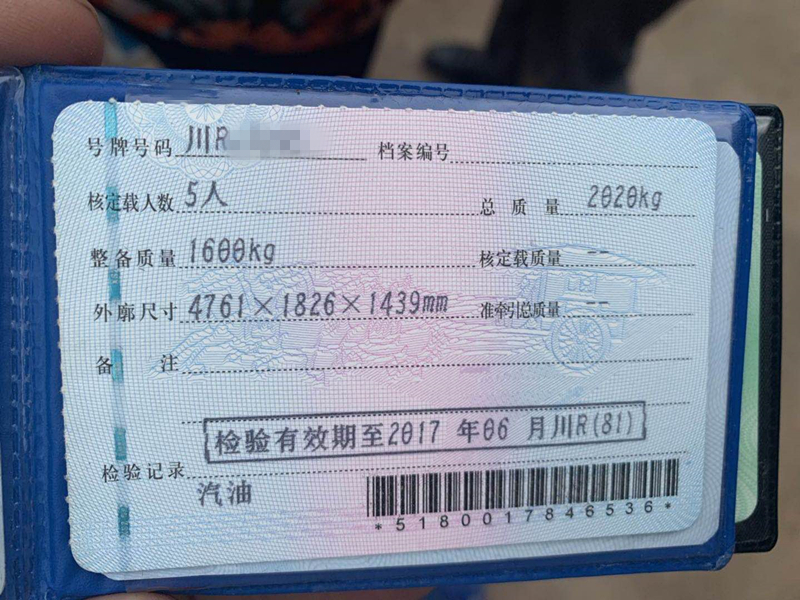 号牌号码 川R 档案编号
核定载人数 5人 总质量 2020kg
整备质量 1600kg 核定载质量 --
外廓尺寸 4761×1826×1439mm 准牵引总质量 --
备注
检验有效期至2017 年06 月川R(81)
检验记录
汽油
*5180017846536*